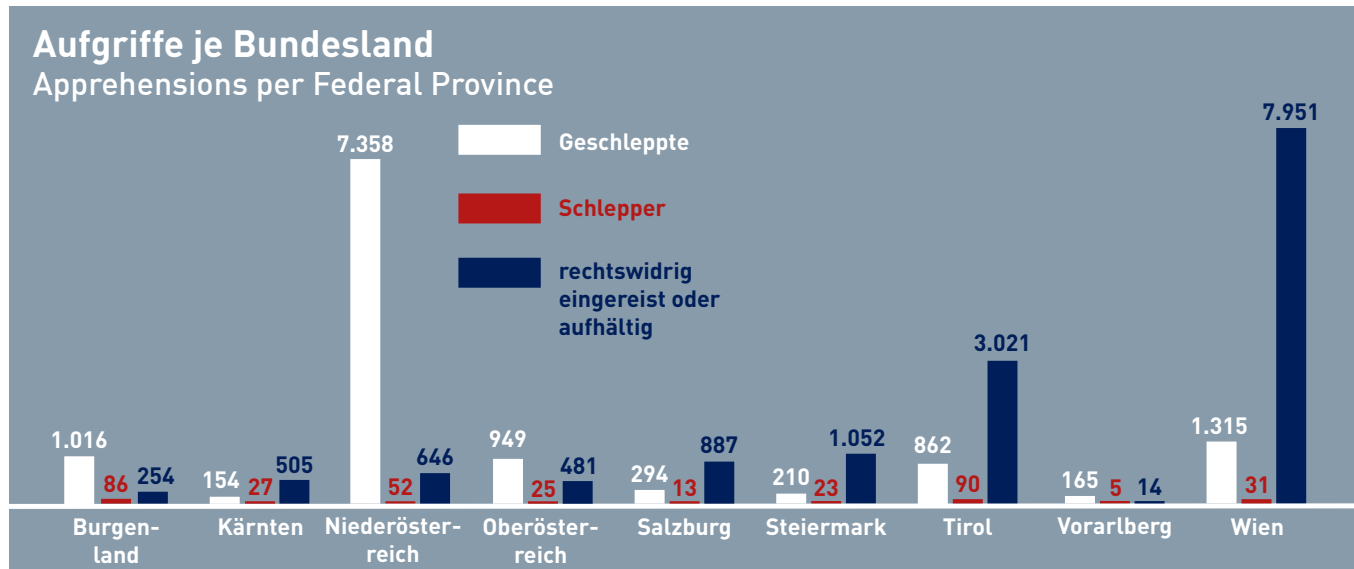 Aufgriffe je Bundesland
Apprehensions per Federal Province
Geschleppte
Schlepper
rechtswidrig
eingereist oder
aufhältig
1.016
86
254
154
27
505
7.358
52
646
949
25
481
294
13
887
210
23
1.052
862
90
3.021
165
5
14
1.315
31
7.951
Burgen-
land
Kärnten
Niederöster-
reich
Oberöster-
reich
Salzburg
Steiermark
Tirol
Vorarlberg
Wien